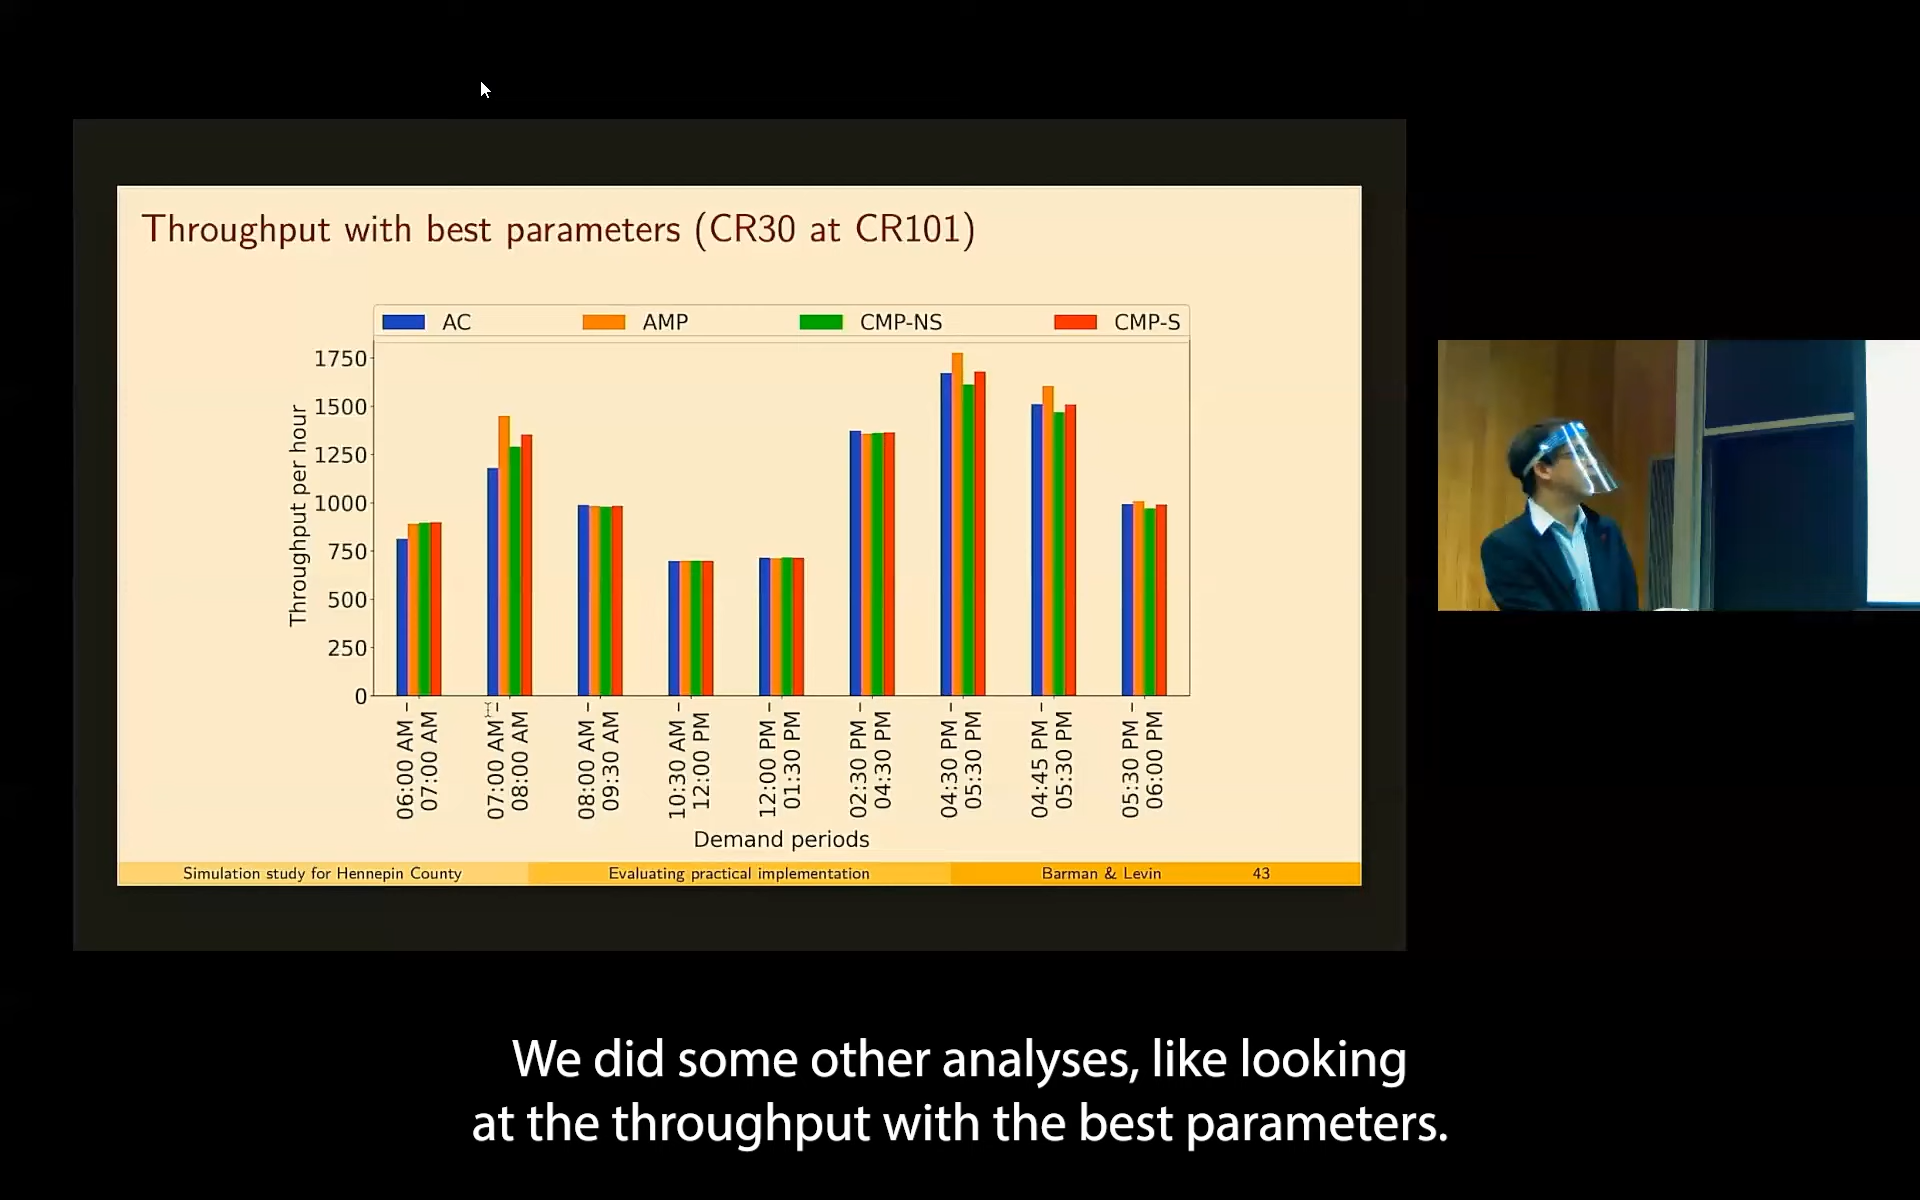 Throughput with best parameters (CR30 at CR101)
AC AMP CMP-NS CMP-S
Throughput per hour
1750
1500
1250
1000
750
500
250
0
06:00 AM –
07:00 AM
07:00 AM –
08:00 AM
08:00 AM –
09:30 AM
10:30 AM –
12:00 PM
12:00 PM –
01:30 PM
02:30 PM –
04:30 PM
04:30 PM –
05:30 PM
04:45 PM –
05:30 PM
05:30 PM –
06:00 PM
Demand periods
Simulation study for Hennepin County Evaluating practical implementation Barman & Levin 43
We did some other analyses, like looking
at the throughput with the best parameters.